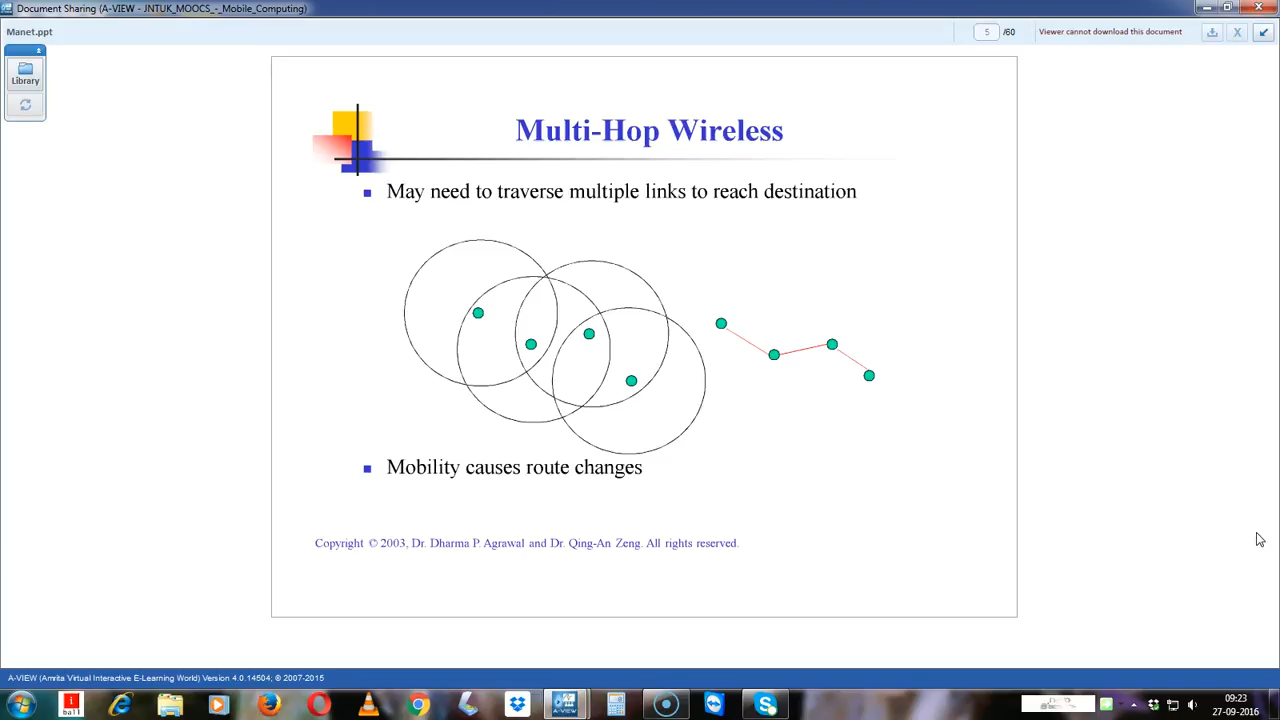 Document Sharing (A-VIEW - JNTUK_MOOCS_-_Mobile_Computing)
Manet.ppt
5 /60
Viewer cannot download this document
X
Library
Multi-Hop Wireless
May need to traverse multiple links to reach destination
Mobility causes route changes
Copyright © 2003, Dr. Dharma P. Agrawal and Dr. Qing-An Zeng. All rights reserved.
A-VIEW (Amrita Virtual Interactive E-Learning World) Version 4.0.14504; ® 2007-2015
i
ball
A-VIEW
09:23
27-09-2016